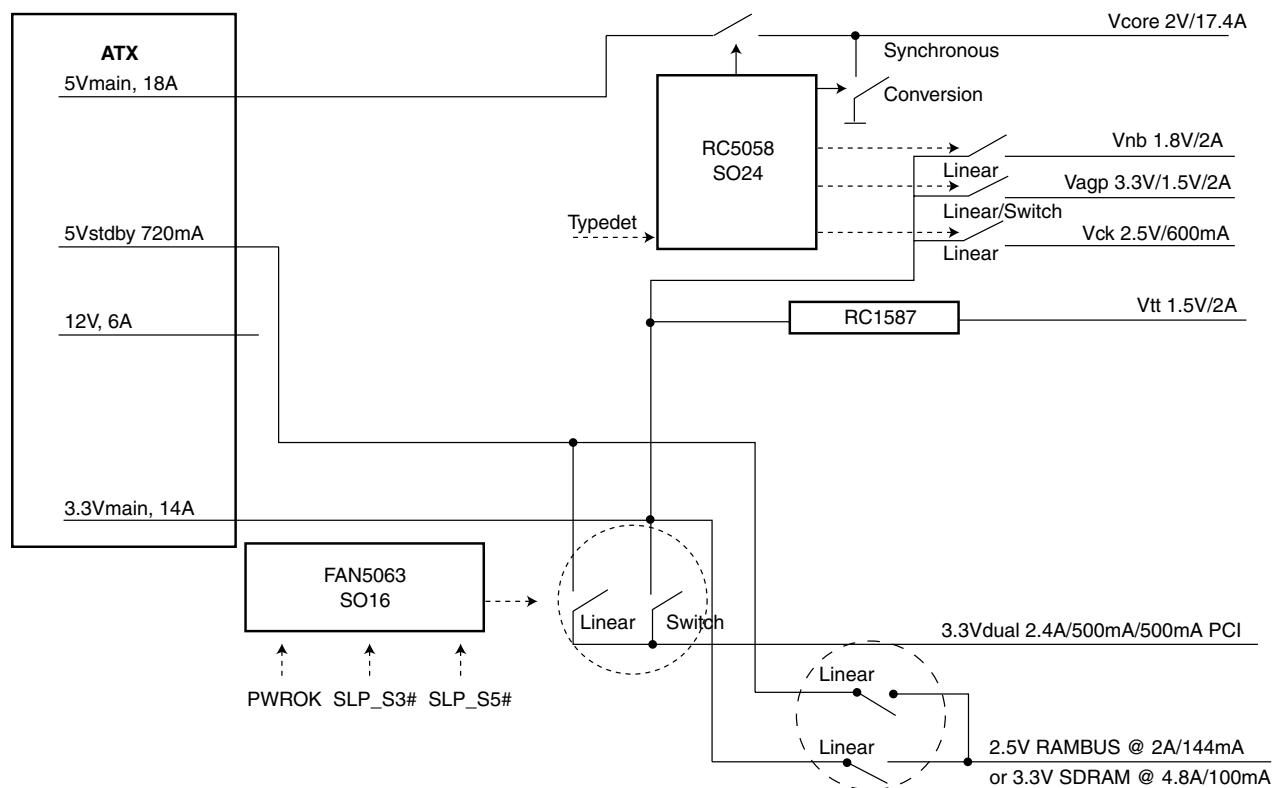 ATX
5Vmain, 18A
5Vstdby 720mA
12V, 6A
3.3Vmain, 14A
Vcore 2V/17.4A
Synchronous
Conversion
RC5058
SO24
Typedet
Vnb 1.8V/2A
Linear
Vagp 3.3V/1.5V/2A
Linear/Switch
Vck 2.5V/600mA
Linear
RC1587
Vtt 1.5V/2A
FAN5063
SO16
PWROK SLP_S3# SLP_S5#
Linear
Switch
3.3Vdual 2.4A/500mA/500mA PCI
Linear
Linear
2.5V RAMBUS @ 2A/144mA
or 3.3V SDRAM @ 4.8A/100mA